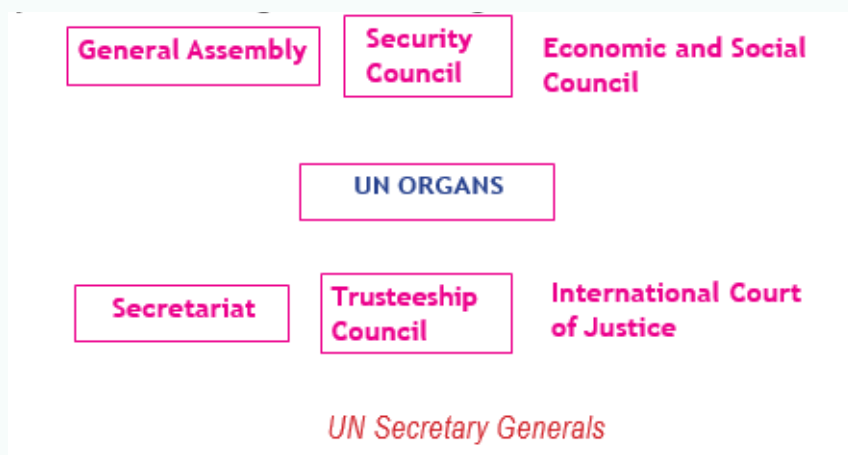 General Assembly
Security
Council
Economic and Social
Council
UN ORGANS
Secretariat
Trusteeship
Council
International Court
of Justice
UN Secretary Generals